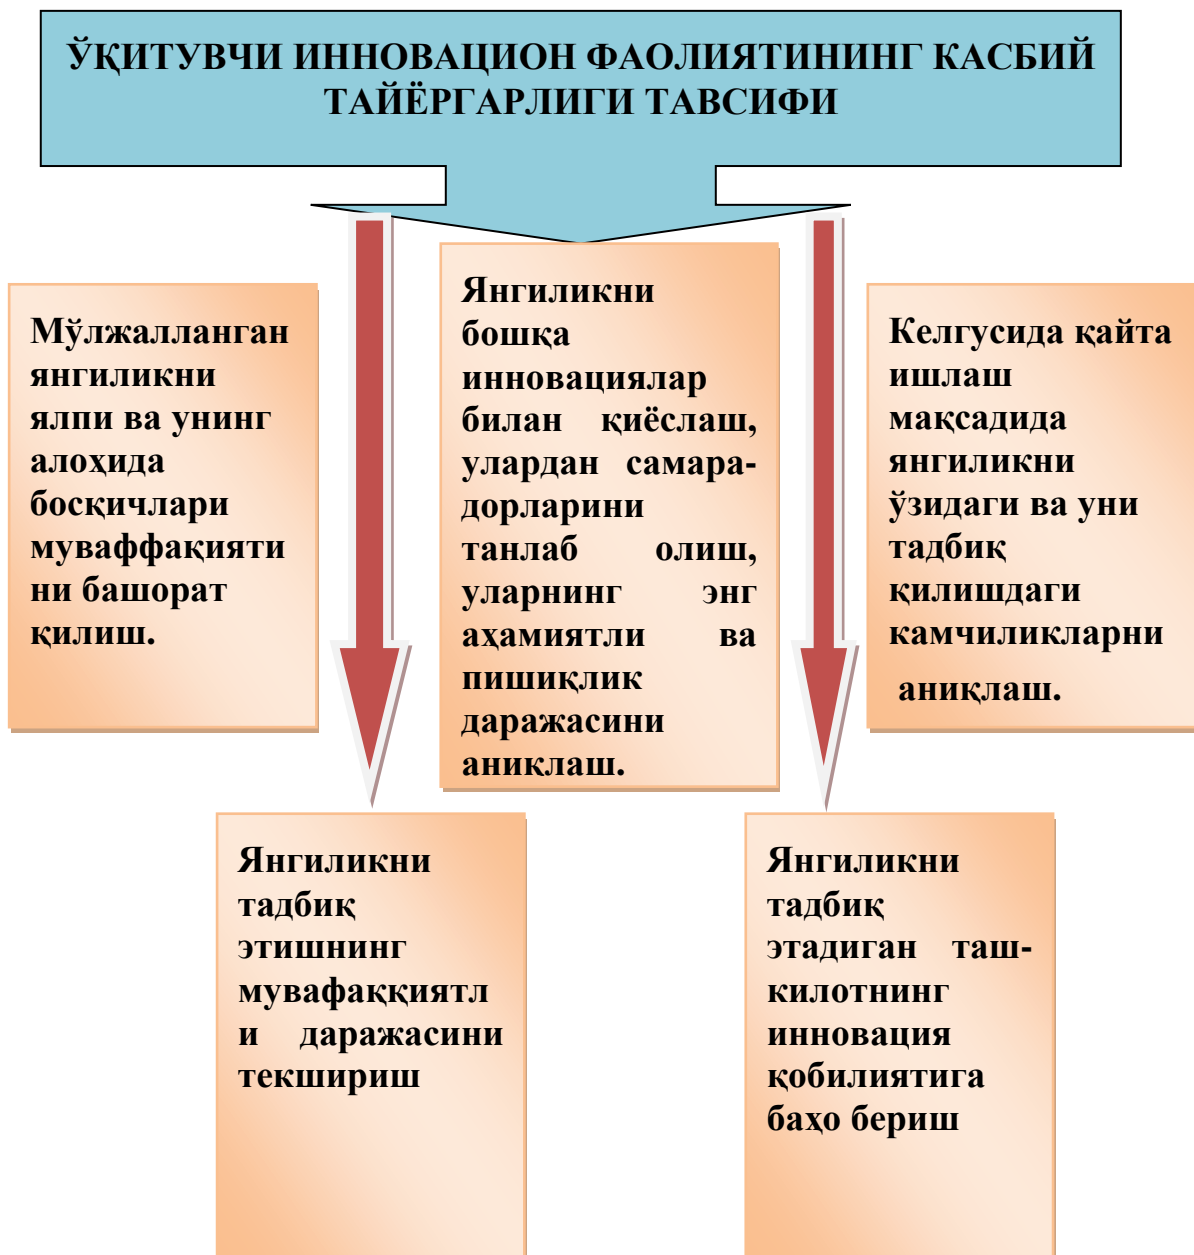 ЎҚИТУВЧИ ИННОВАЦИОН ФАОЛИЯТИНИНГ КАСБИЙ
ТАЙЁРГАРЛИГИ ТАВСИФИ
Мўлжалланган
янгиликни
ялпи ва унинг
алоҳида
босқичлари
муваффақияти
ни башорат
қилиш.
Янгиликни
бошқа
инновациялар
билан қиёслаш,
улардан самара-
дорларини
танлаб олиш,
уларнинг энг
аҳамиятли ва
пишиқлик
даражасини
аниқлаш.
Келгусида қайта
ишлаш
мақсадида
янгиликни
ўзидаги ва уни
тадбиқ
қилишдаги
камчиликларни
аниқлаш.
Янгиликни
тадбиқ
этишнинг
мувафаққиятл
и даражасини
текшириш
Янгиликни
тадбиқ
этадиган таш-
килотнинг
инновация
қобилиятига
баҳо бериш